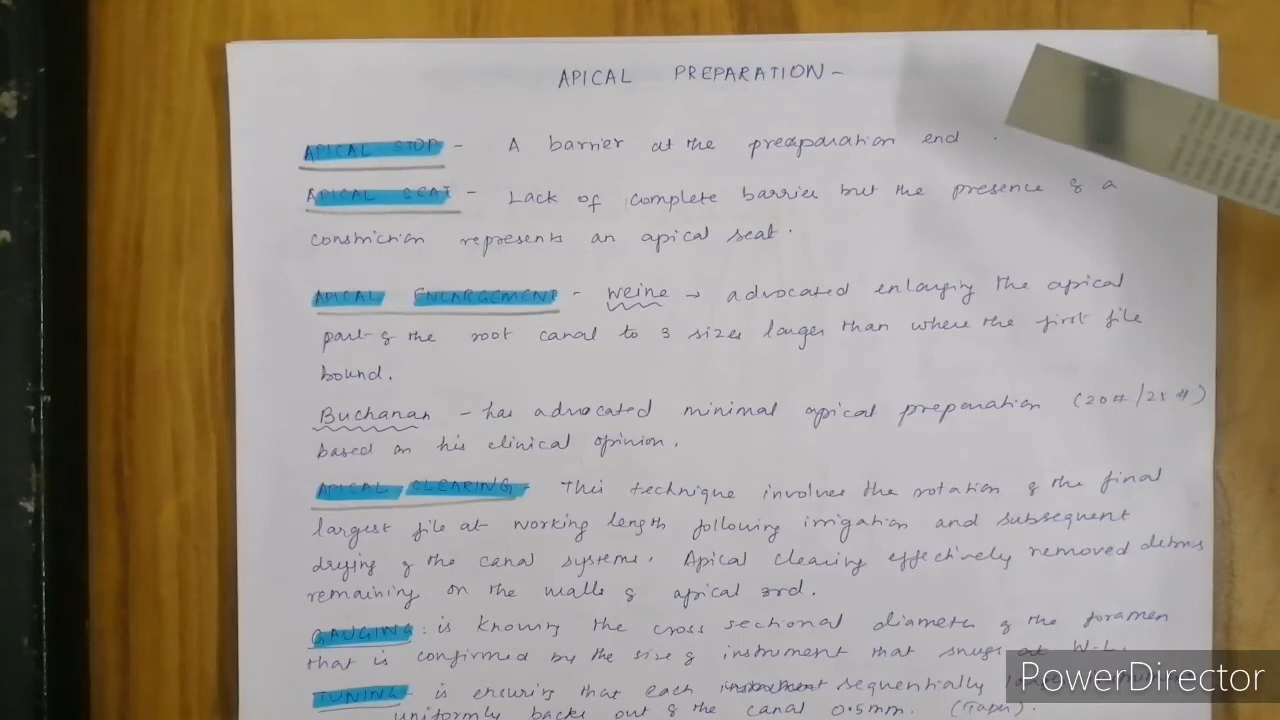 APICAL PREPARATION -
APICAL STOP - A barrier at the preaparation end .
APICAL SEAT - Lack of complete barrier but the presence of a
constriction represents an apical seat.
APICAL ENLARGEMENT - Weine → advocated enlarging the apical
part of the root canal to 3 sizes larger than where the first file
bound.
Buchanan - has advocated minimal apical preparation (20#/25#)
based on his clinical opinion.
APICAL CLEARING - This technique involves the rotation of the final
largest file at working length following irrigation and subsequent
drying of the canal systems. Apical clearing effectively removed debris
remaining on the walls of apical 3rd.
GAUGING : is knowing the cross sectional diameter of the foramen
that is confirmed by the size of instrument that snugs at W.L.
TUNING - is ensuring that each instrument sequentially
uniformly backs out of the canal 0.5mm. (Taper).
PowerDirector